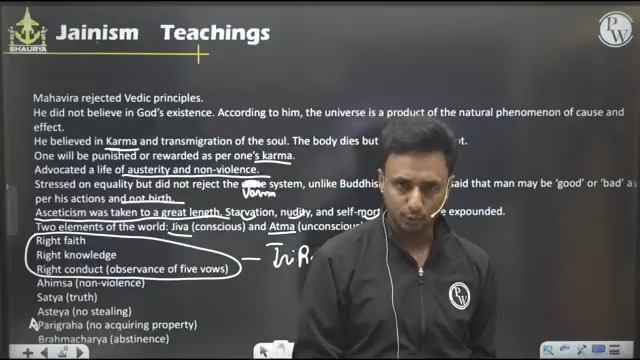 Jainism Teachings
SHAURYA
PW
Mahavira rejected Vedic principles.
He did not believe in God's existence. According to him, the universe is a product of the natural phenomenon of cause and
effect.
He believed in Karma and transmigration of the soul. The body dies but
One will be punished or rewarded as per one's karma.
Advocated a life of austerity and non-violence.
Stressed on equality but did not reject the system, unlike Buddhis said that man may be 'good' or 'bad' a
Varna
per his actions and not birth.
Asceticism was taken to a great length. Starvation, nudity, and self-mort were expounded.
Two elements of the world: Jiva (conscious) and Atma (unconscious
Right faith
Right knowledge
Right conduct (observance of five vows)
Ahimsa (non-violence)
Satya (truth)
Asteya (no stealing)
A Parigraha (no acquiring property)
Brahmacharya (abstinence)
PW